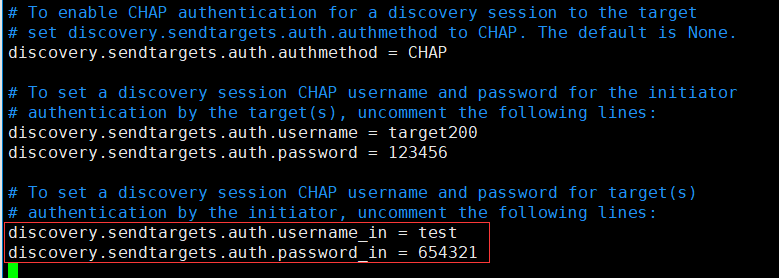 # To enable CHAP authentication for a discovery session to the target
# set discovery.sendtargets.auth.authmethod to CHAP. The default is None.
discovery.sendtargets.auth.authmethod = CHAP
# To set a discovery session CHAP username and password for the initiator
# authentication by the target(s), uncomment the following lines:
discovery.sendtargets.auth.username = target200
discovery.sendtargets.auth.password = 123456
# To set a discovery session CHAP username and password for target(s)
# authentication by the initiator, uncomment the following lines:
discovery.sendtargets.auth.username_in = test
discovery.sendtargets.auth.password_in = 654321